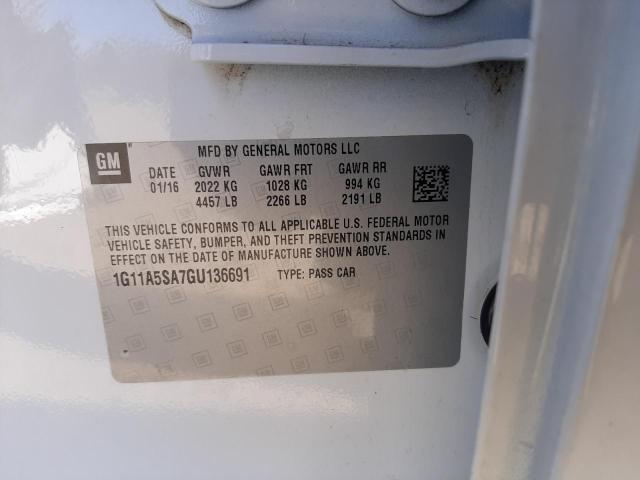 GM
MFD BY GENERAL MOTORS LLC
DATE GVWR GAWR FRT GAWR RR
01/16 2022 KG 1028 KG 994 KG
4457 LB 2266 LB 2191 LB
THIS VEHICLE CONFORMS TO ALL APPLICABLE U.S. FEDERAL MOTOR
VEHICLE SAFETY, BUMPER, AND THEFT PREVENTION STANDARDS IN
EFFECT ON THE DATE OF MANUFACTURE SHOWN ABOVE.
1G11A5SA7GU136691 TYPE: PASS CAR